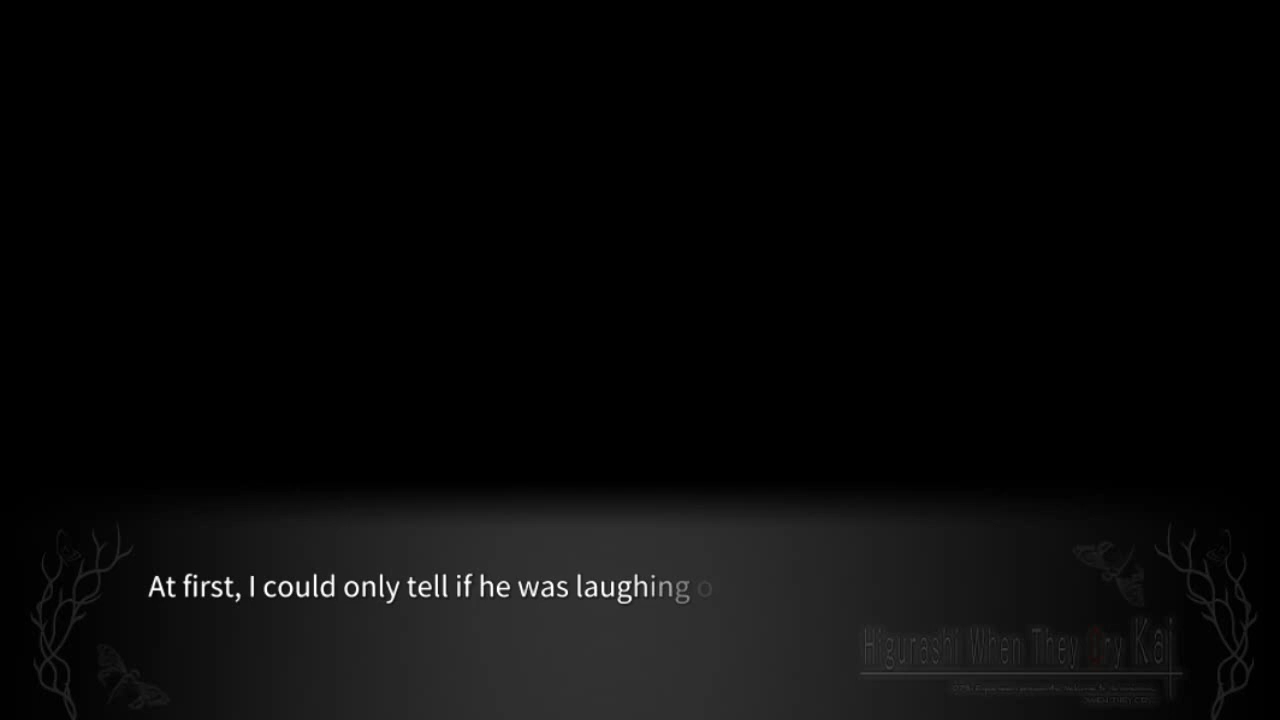 At first, I could only tell if he was laughing o
Higurashi When They Cry Kai